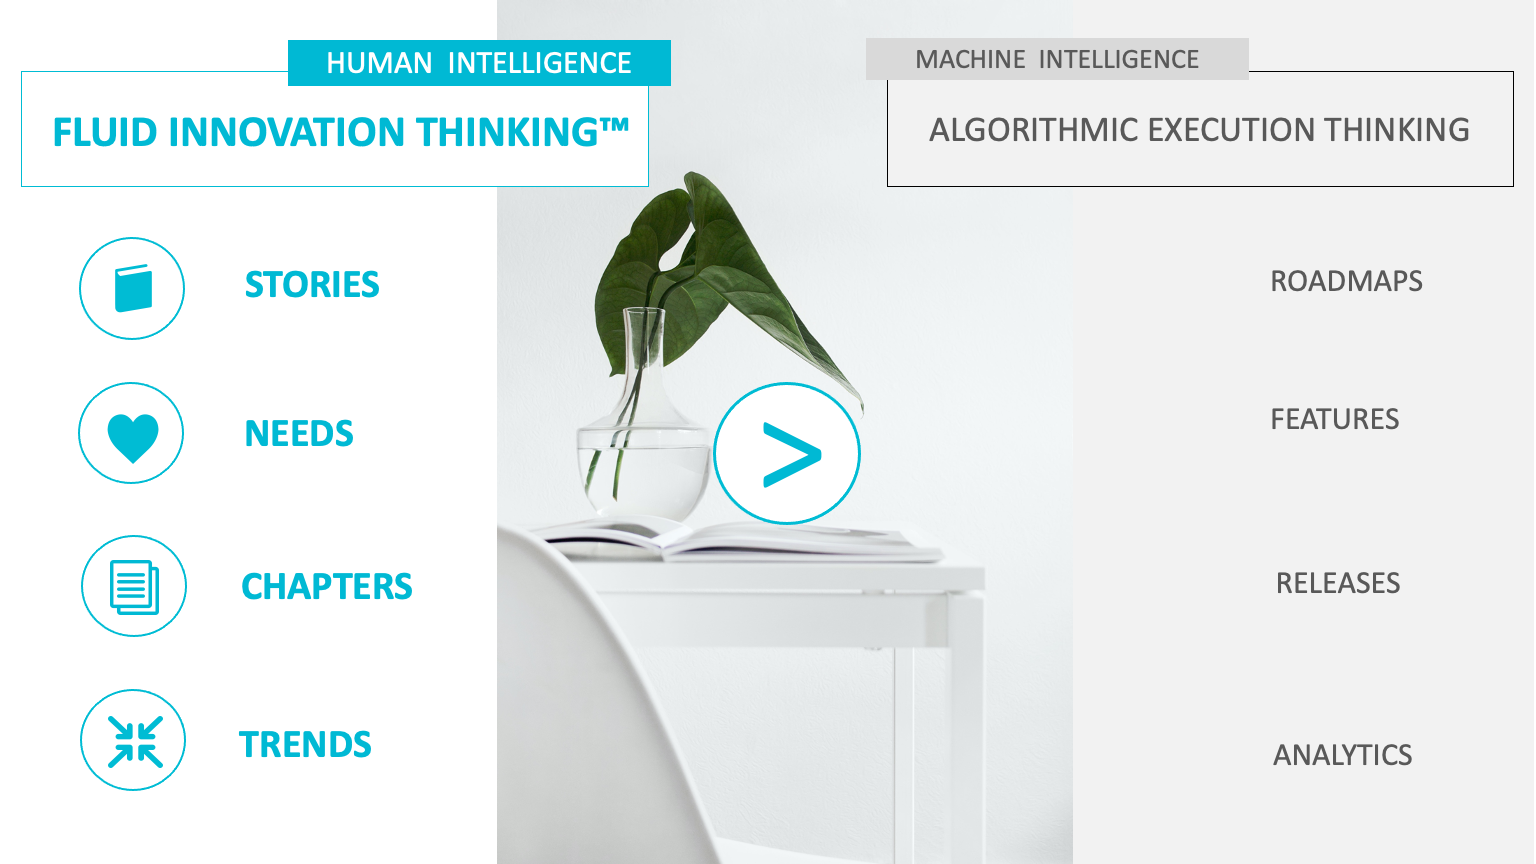 HUMAN INTELLIGENCE
MACHINE INTELLIGENCE
FLUID INNOVATION THINKING™
ALGORITHMIC EXECUTION THINKING
STORIES
ROADMAPS
NEEDS
FEATURES
>
CHAPTERS
RELEASES
TRENDS
ANALYTICS